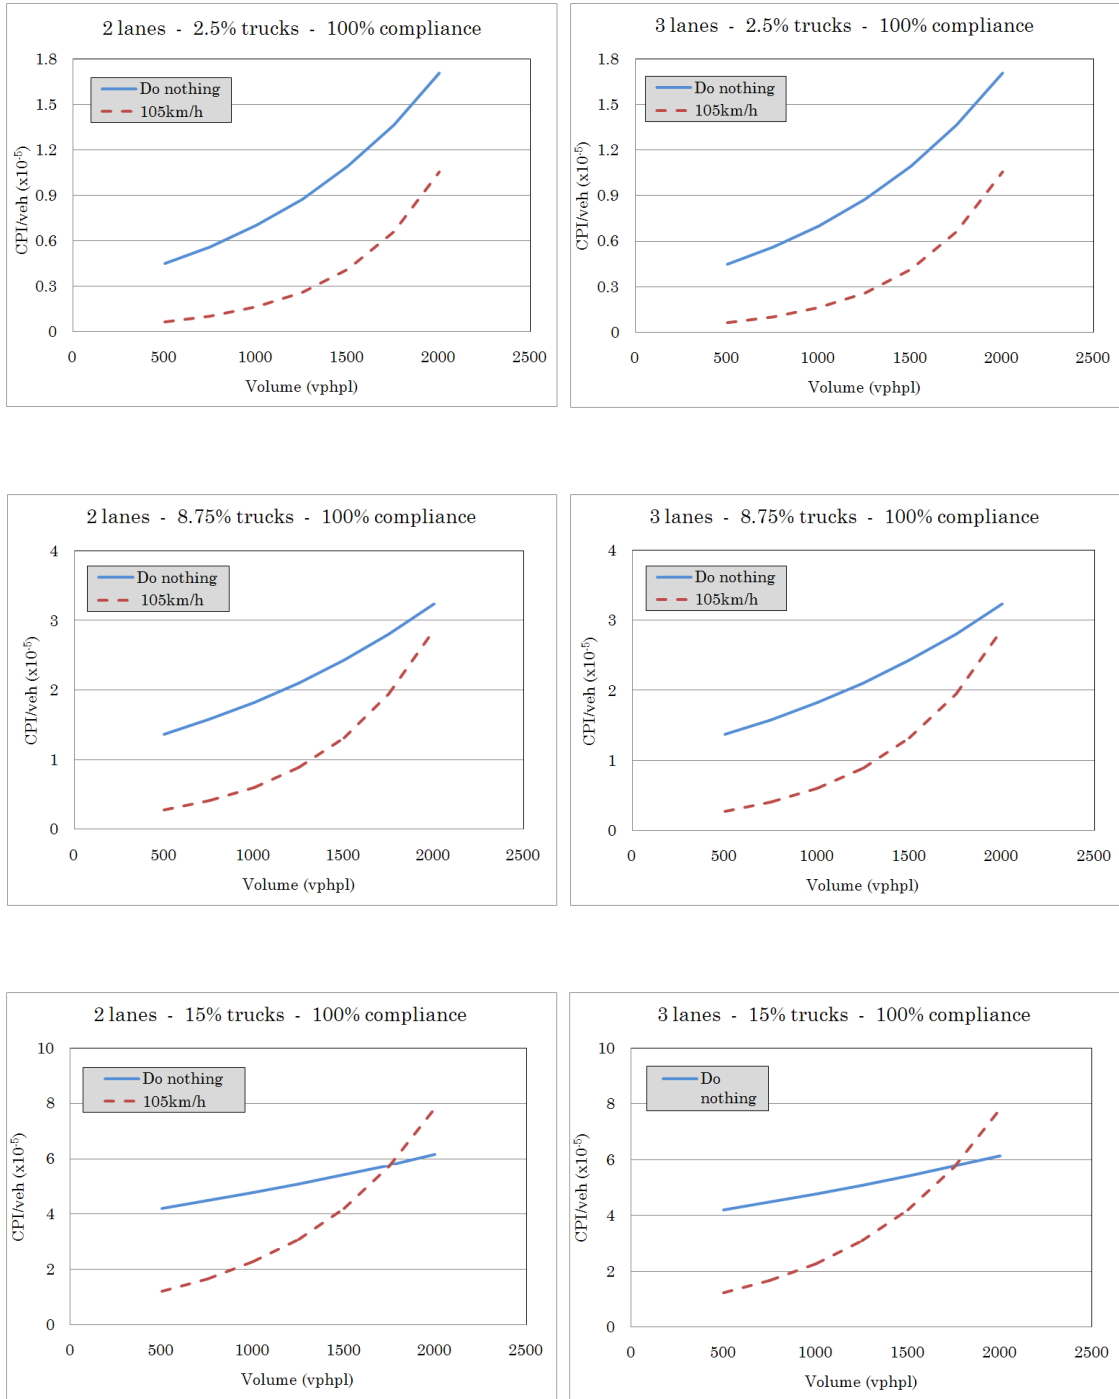 2 lanes - 2.5% trucks - 100% compliance
1.8
1.5
1.2
0.9
0.6
0.3
0
CPI/veh (x10-5)
Do nothing
105km/h
0 500 1000 1500 2000 2500
Volume (vphpl)
3 lanes - 2.5% trucks - 100% compliance
1.8
1.5
1.2
0.9
0.6
0.3
0
CPI/veh (x10-5)
Do nothing
105km/h
0 500 1000 1500 2000 2500
Volume (vphpl)
2 lanes - 8.75% trucks - 100% compliance
4
3
2
1
0
CPI/veh (x10-5)
Do nothing
105km/h
0 500 1000 1500 2000 2500
Volume (vphpl)
3 lanes - 8.75% trucks - 100% compliance
4
3
2
1
0
CPI/veh (x10-5)
Do nothing
105km/h
0 500 1000 1500 2000 2500
Volume (vphpl)
2 lanes - 15% trucks - 100% compliance
10
8
6
4
2
0
CPI/veh (x10-5)
Do nothing
105km/h
0 500 1000 1500 2000 2500
Volume (vphpl)
3 lanes - 15% trucks - 100% compliance
10
8
6
4
2
0
CPI/veh (x10-5)
Do
nothing
0 500 1000 1500 2000 2500
Volume (vphpl)